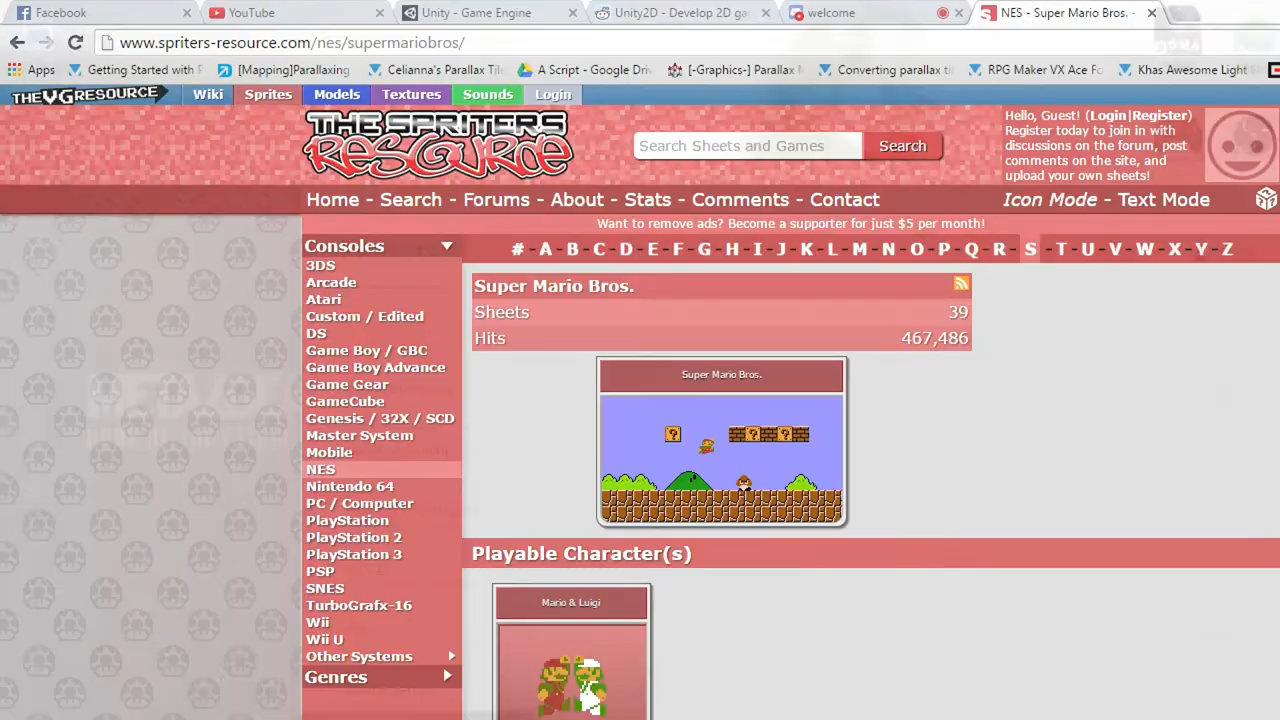 Facebook
YouTube
Unity - Game Engine
Unity2D - Develop 2D ga
welcome
NES - Super Mario Bros. -
www.spriters-resource.com/nes/supermariobros/
Apps
Getting Started with F
[Mapping]Parallaxing
Celianna's Parallax Tile
A Script - Google Driv
[-Graphics-] Parallax M
Converting parallax til
RPG Maker VX Ace Fo
Khas Awesome Light
THE VG RESOURCE
Wiki
Sprites
Models
Textures
Sounds
Login
THE SPRITERS
RESOURCE
Search Sheets and Games
Search
Hello, Guest! (Login|Register)
Register today to join in with
discussions on the forum, post
comments on the site, and
upload your own sheets!
Home - Search - Forums - About - Stats - Comments - Contact
Icon Mode - Text Mode
Want to remove ads? Become a supporter for just $5 per month!
Consoles
# - A - B - C - D - E - F - G - H - I - J - K - L - M - N - O - P - Q - R - S - T - U - V - W - X - Y - Z
3DS
Arcade
Atari
Custom / Edited
DS
Game Boy / GBC
Game Boy Advance
Game Gear
GameCube
Genesis / 32X / SCD
Master System
Mobile
NES
Nintendo 64
PC / Computer
PlayStation
PlayStation 2
PlayStation 3
PSP
SNES
TurboGrafx-16
Wii
Wii U
Other Systems
Genres
Super Mario Bros.
Sheets 39
Hits 467,486
Super Mario Bros.
Playable Character(s)
Mario & Luigi